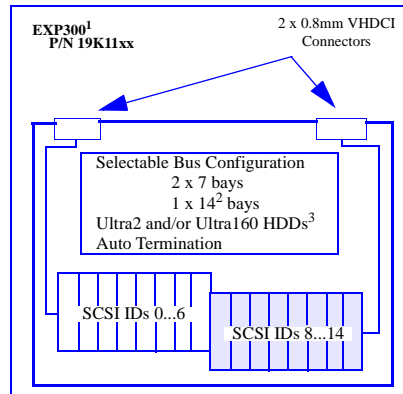 EXP300¹
P/N 19K11xx
2 x 0.8mm VHDCI
Connectors
Selectable Bus Configuration
2 x 7 bays
1 x 14² bays
Ultra2 and/or Ultra160 HDDs³
Auto Termination
SCSI IDs 0...6
SCSI IDs 8...14